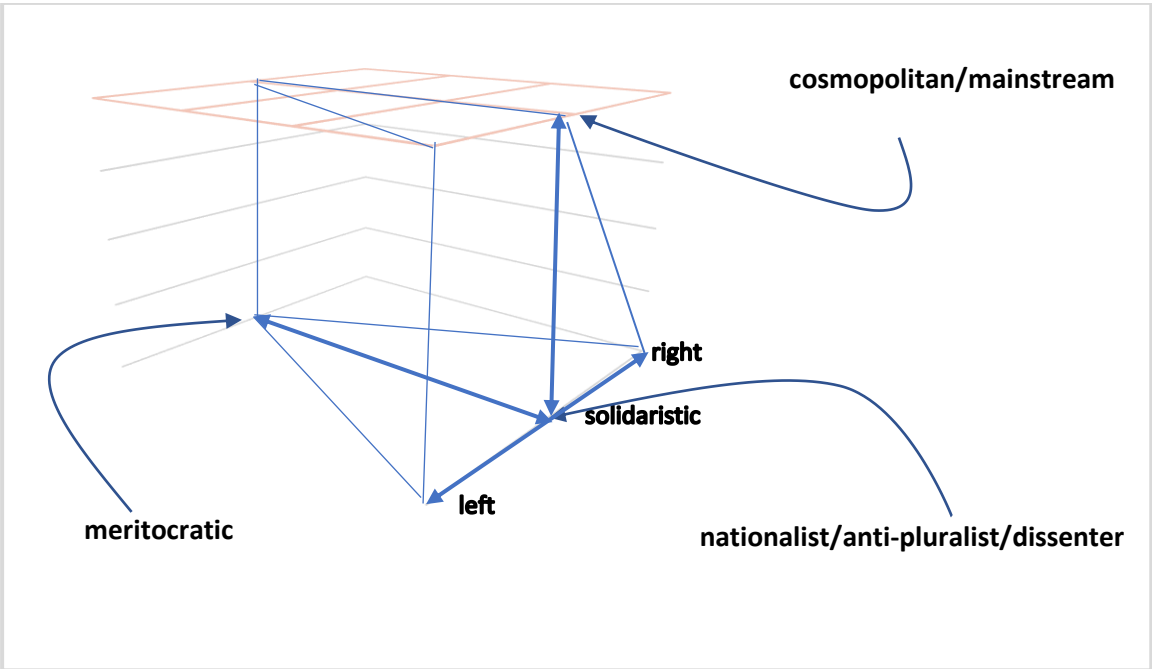 cosmopolitan/mainstream
right
solidaristic
left
meritocratic
nationalist/anti-pluralist/dissenter